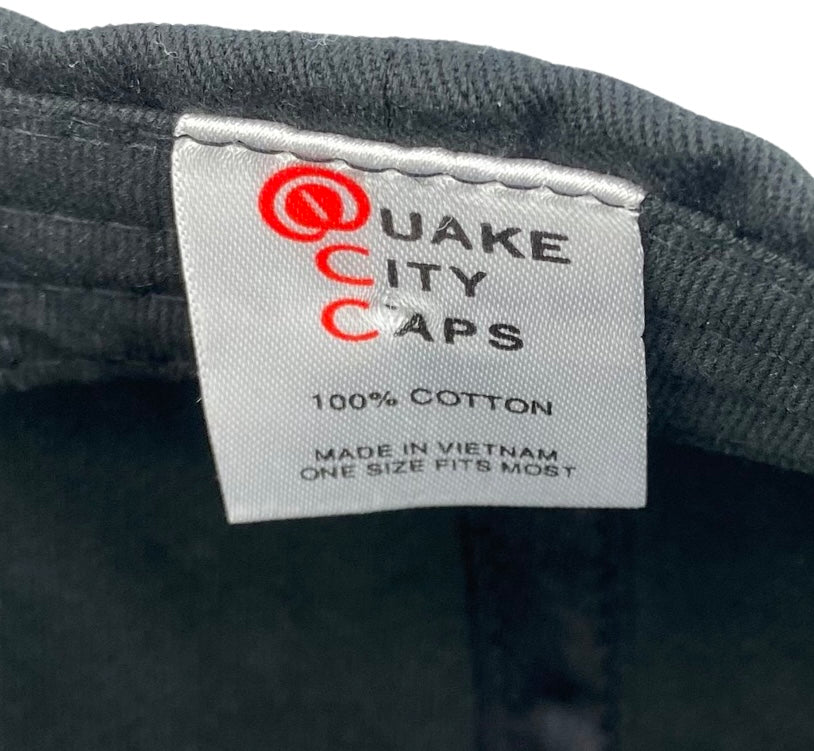 QUAKE
CITY
CAPS
100% COTTON
MADE IN VIETNAM
ONE SIZE FITS MOST